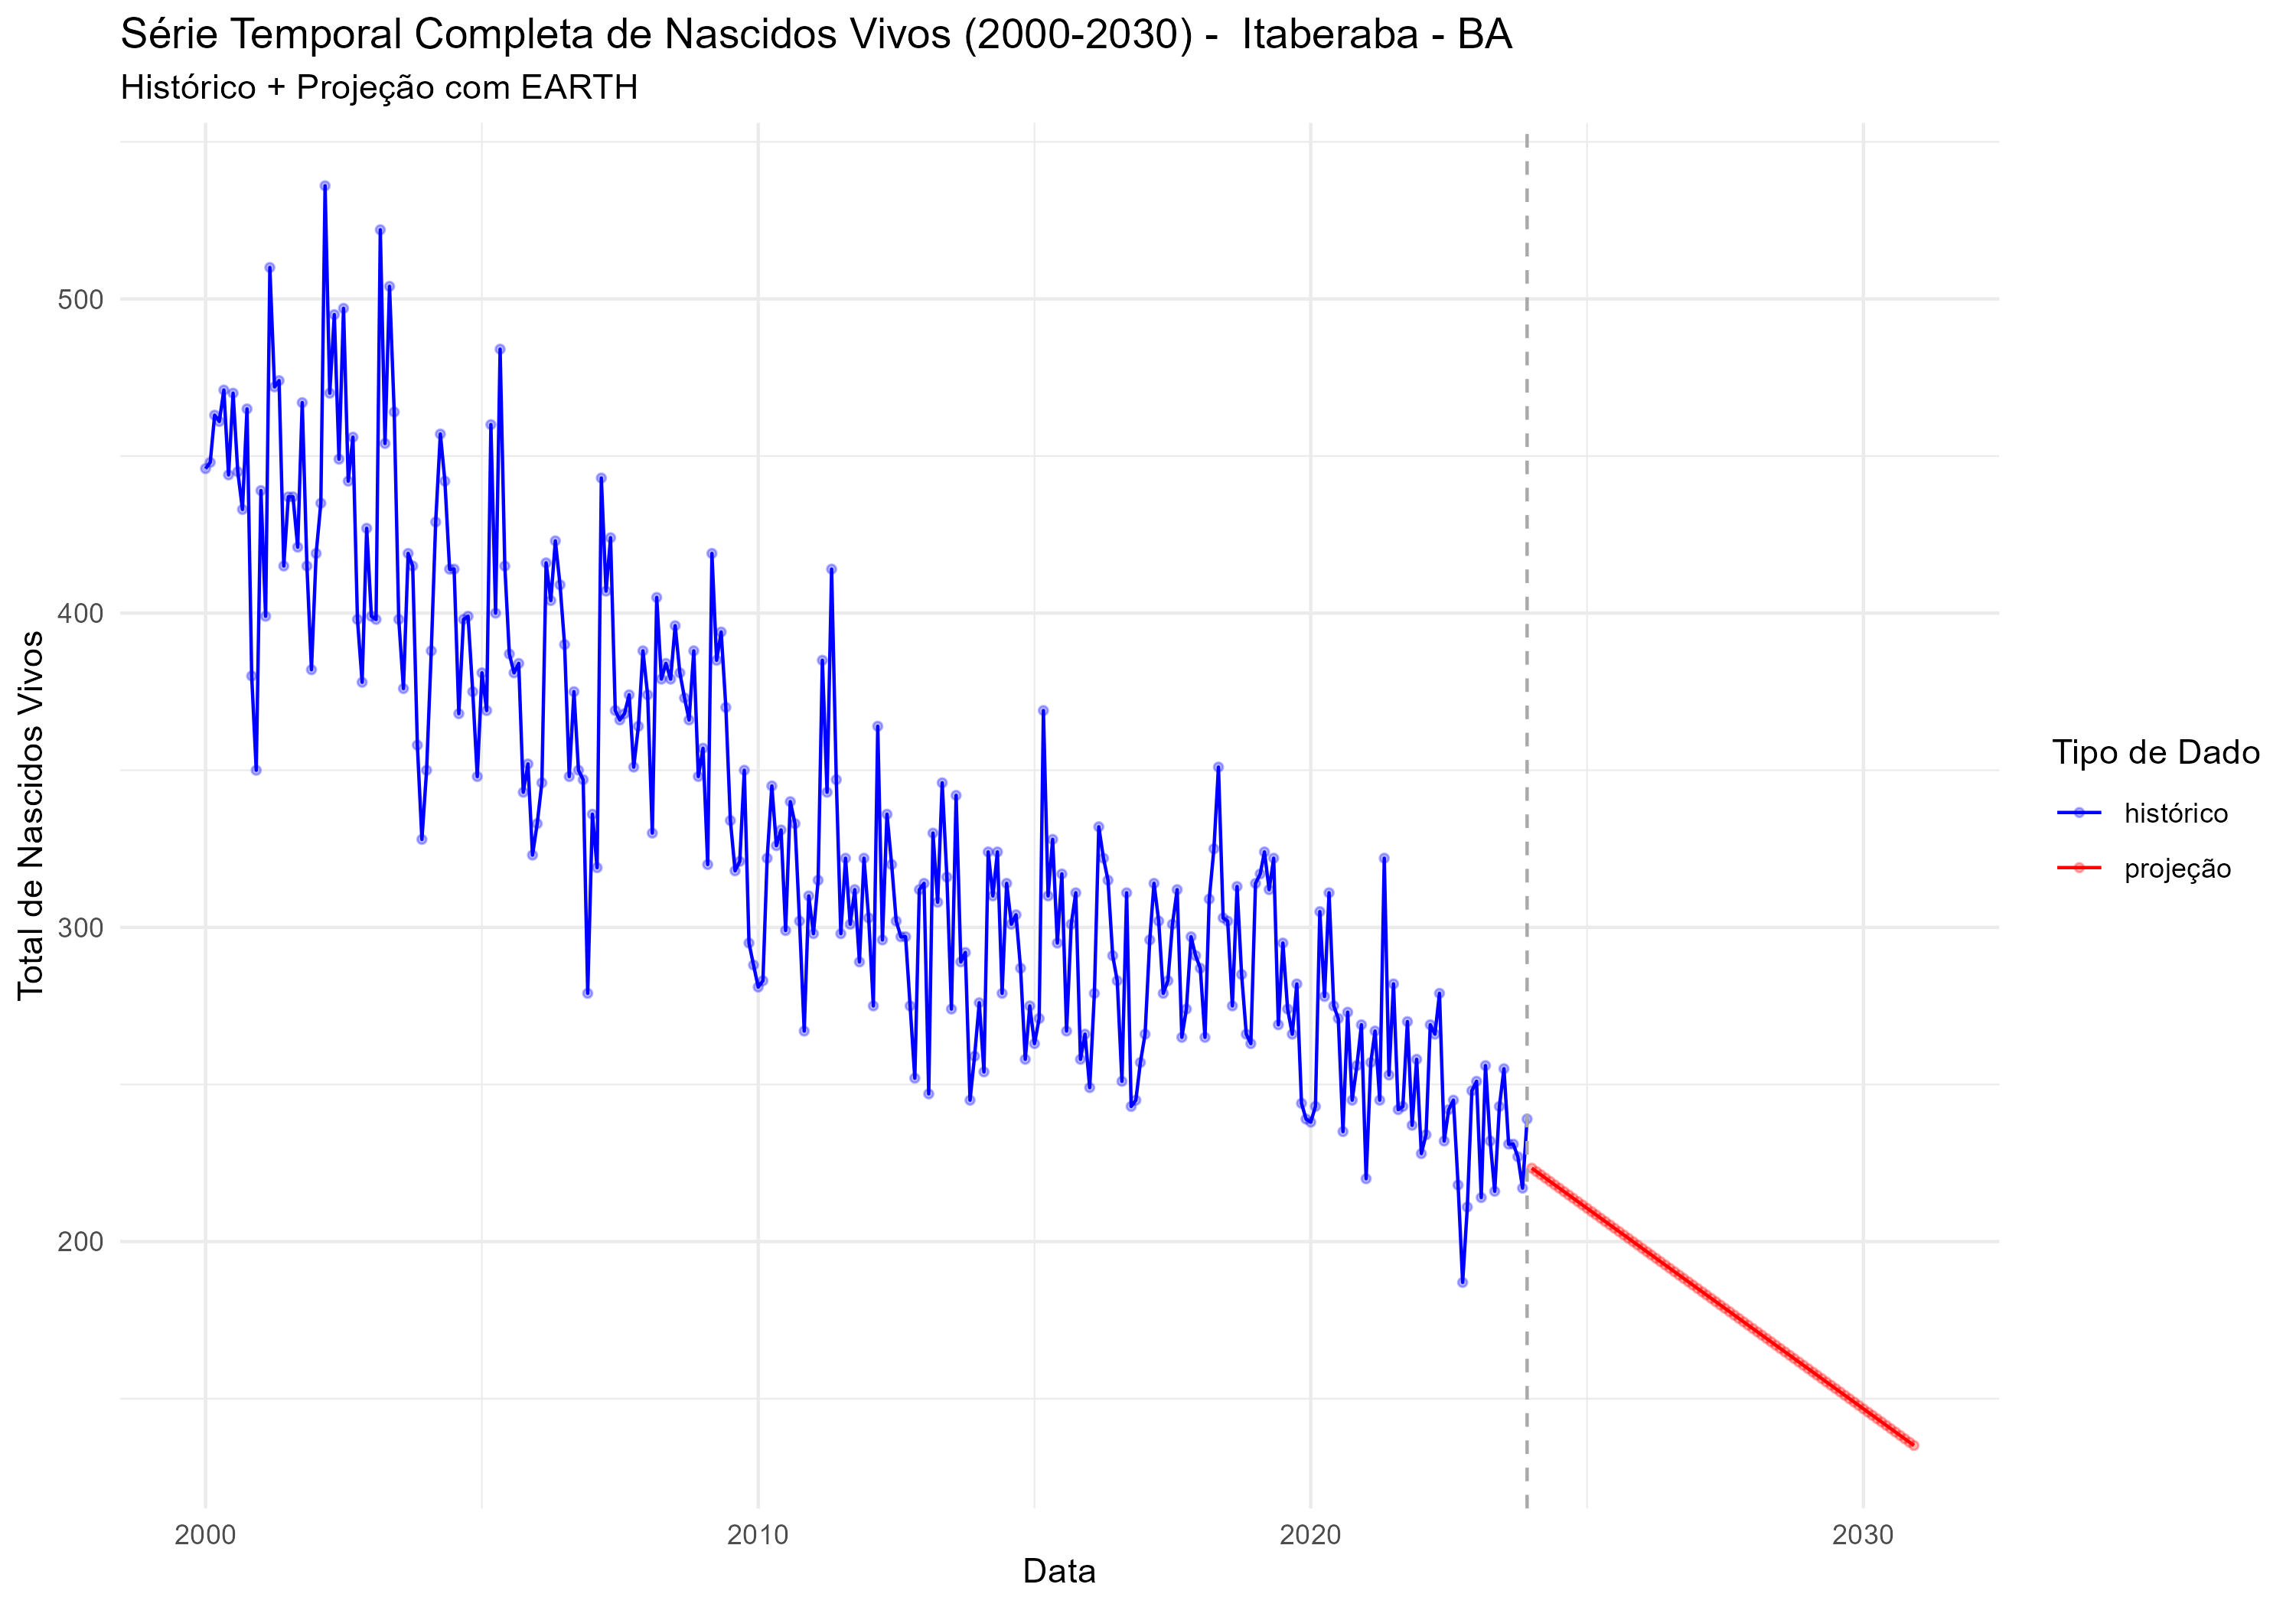 Série Temporal Completa de Nascidos Vivos (2000-2030) -  Itaberaba - BA
Histórico + Projeção com EARTH
Total de Nascidos Vivos
500
400
300
200
2000
2010
2020
2030
Data
Tipo de Dado
histórico
projeção